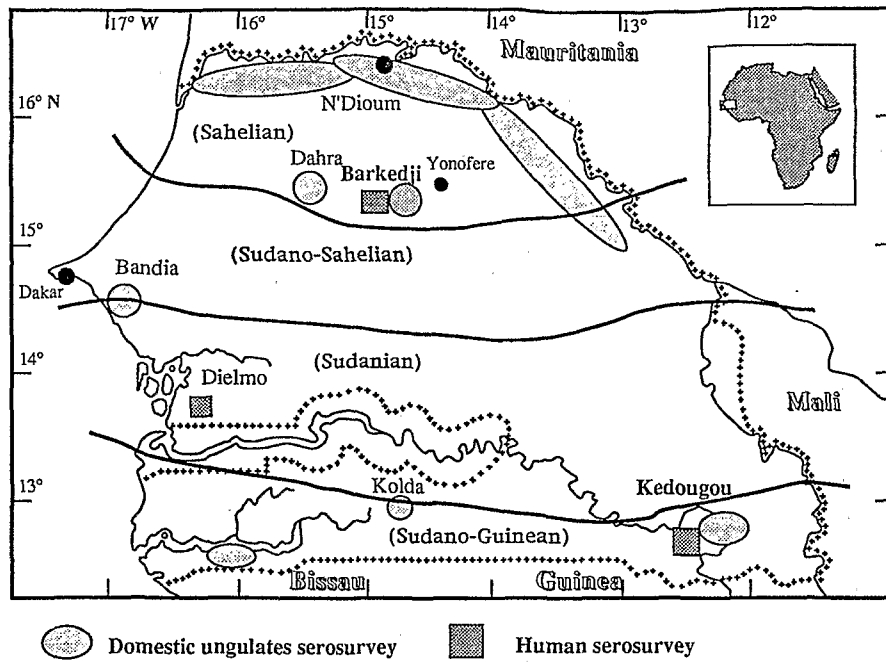 17° W 16° 15° 14° 13° 12°
Mauritania
16° N
N'Dioum
(Sahelian)
Dahra Barkedji Yonofere
15°
(Sudano-Sahelian)
Bandia
Dakar
14°
(Sudanian)
Dielmo
Mali
13°
Kolda
Kedougou
(Sudano-Guinean)
Bissau Guinea
Domestic ungulates serosurvey Human serosurvey